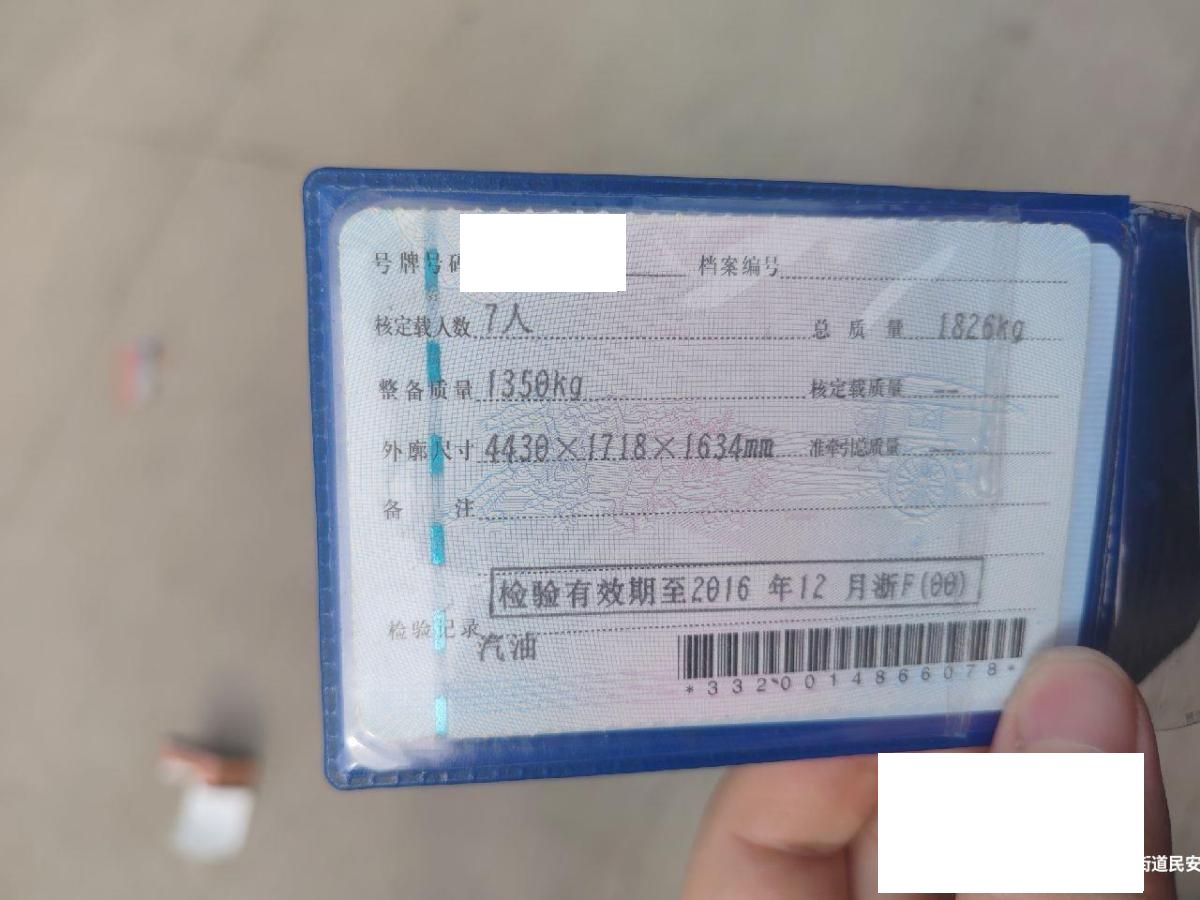 号牌号码 档案编号
核定载人数 7人 总质量 1826kg
整备质量 1350kg 核定载质量 --
外廓尺寸 4430×1718×1634mm 准牵引总质量 --
备注
检验有效期至2016 年12 月浙F(00)
检验记录
汽油
*3320014866078*
街道民安